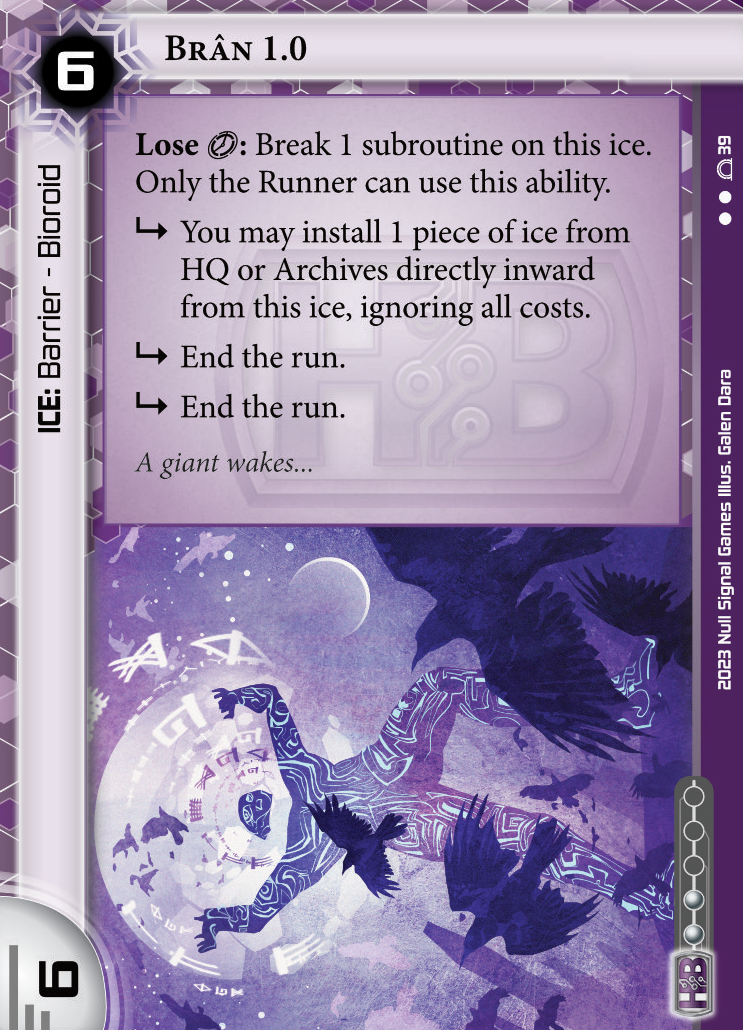 6
BRÂN 1.0
Lose : Break 1 subroutine on this ice.
Only the Runner can use this ability.
↳ You may install 1 piece of ice from
HQ or Archives directly inward
from this ice, ignoring all costs.
↳ End the run.
↳ End the run.
A giant wakes...
ICE: Barrier - Bioroid
6
39
2023 Null Signal Games Illus. Galen Dara
HB
HB